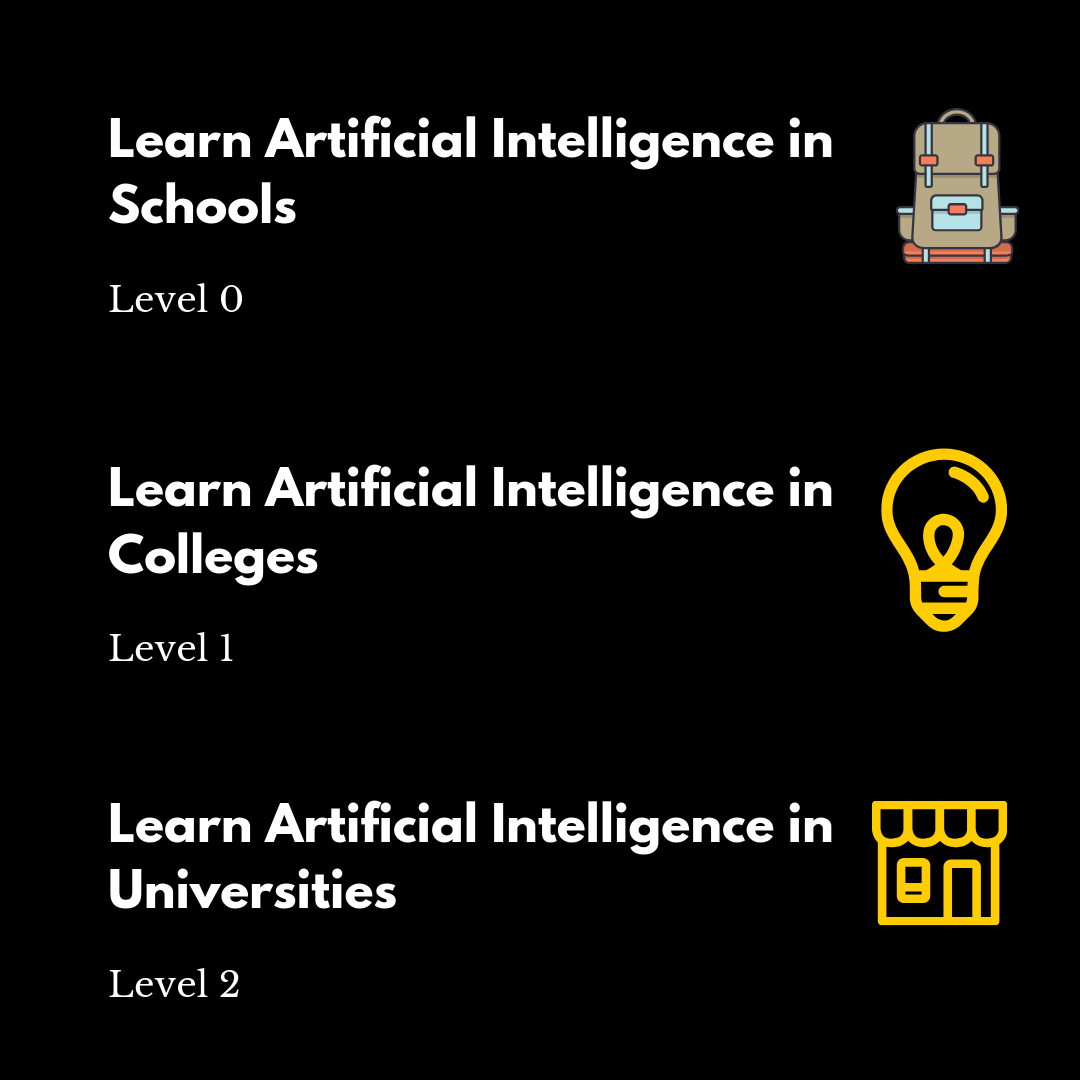 Learn Artificial Intelligence in
Schools
Level 0
Learn Artificial Intelligence in
Colleges
Level 1
Learn Artificial Intelligence in
Universities
Level 2